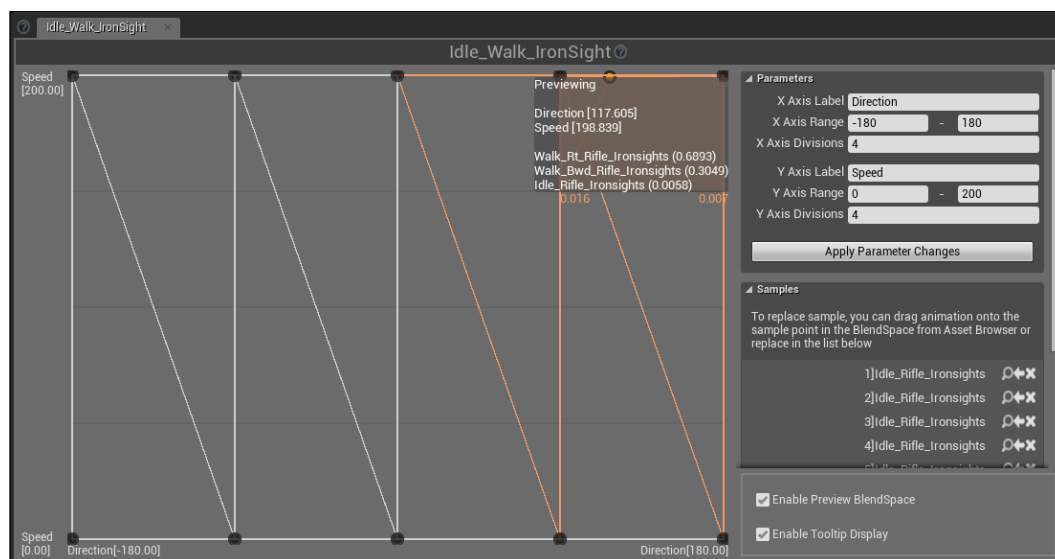 Idle_Walk_IronSight
Idle_Walk_IronSight
Speed
[200.00]
Previewing
Direction [117.605]
Speed [198.839]
Walk_Rt_Rifle_Ironsights (0.6893)
Walk_Bwd_Rifle_Ironsights (0.3049)
Idle_Rifle_Ironsights (0.0058)
0.016 0.007
Speed
[0.00] Direction[-180.00] Direction[180.00]
Parameters
X Axis Label Direction
X Axis Range -180 - 180
X Axis Divisions 4
Y Axis Label Speed
Y Axis Range 0 - 200
Y Axis Divisions 4
Apply Parameter Changes
Samples
To replace sample, you can drag animation onto the
sample point in the BlendSpace from Asset Browser or
replace in the list below
1]Idle_Rifle_Ironsights
2]Idle_Rifle_Ironsights
3]Idle_Rifle_Ironsights
4]Idle_Rifle_Ironsights
Enable Preview BlendSpace
Enable Tooltip Display